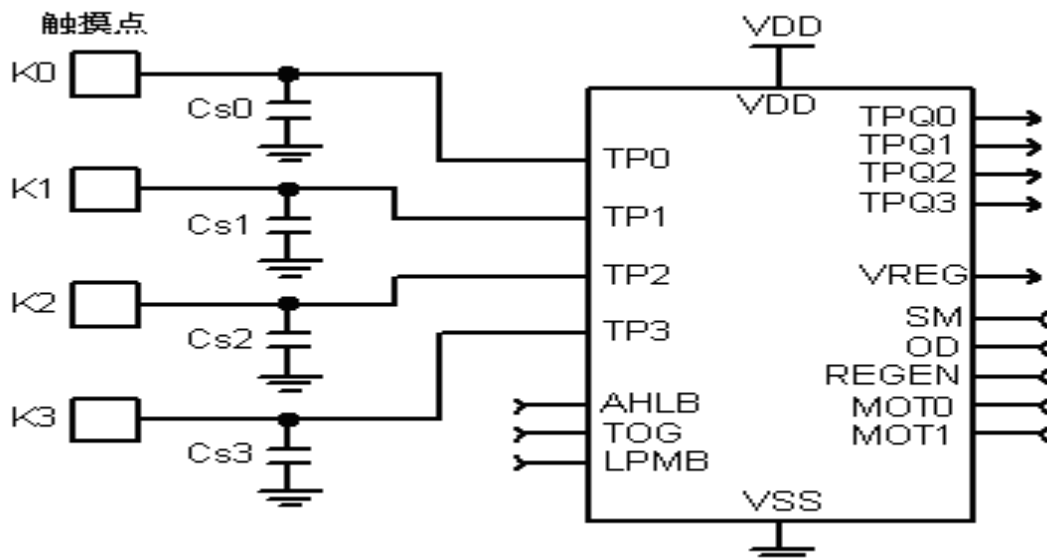 触摸点
K0
Cs0
K1
Cs1
K2
Cs2
K3
Cs3
VDD
VDD
TP0
TP1
TP2
TP3
AHLB
TOG
LPMB
TPQ0
TPQ1
TPQ2
TPQ3
VREG
SM
OD
REGEN
MOT0
MOT1
VSS